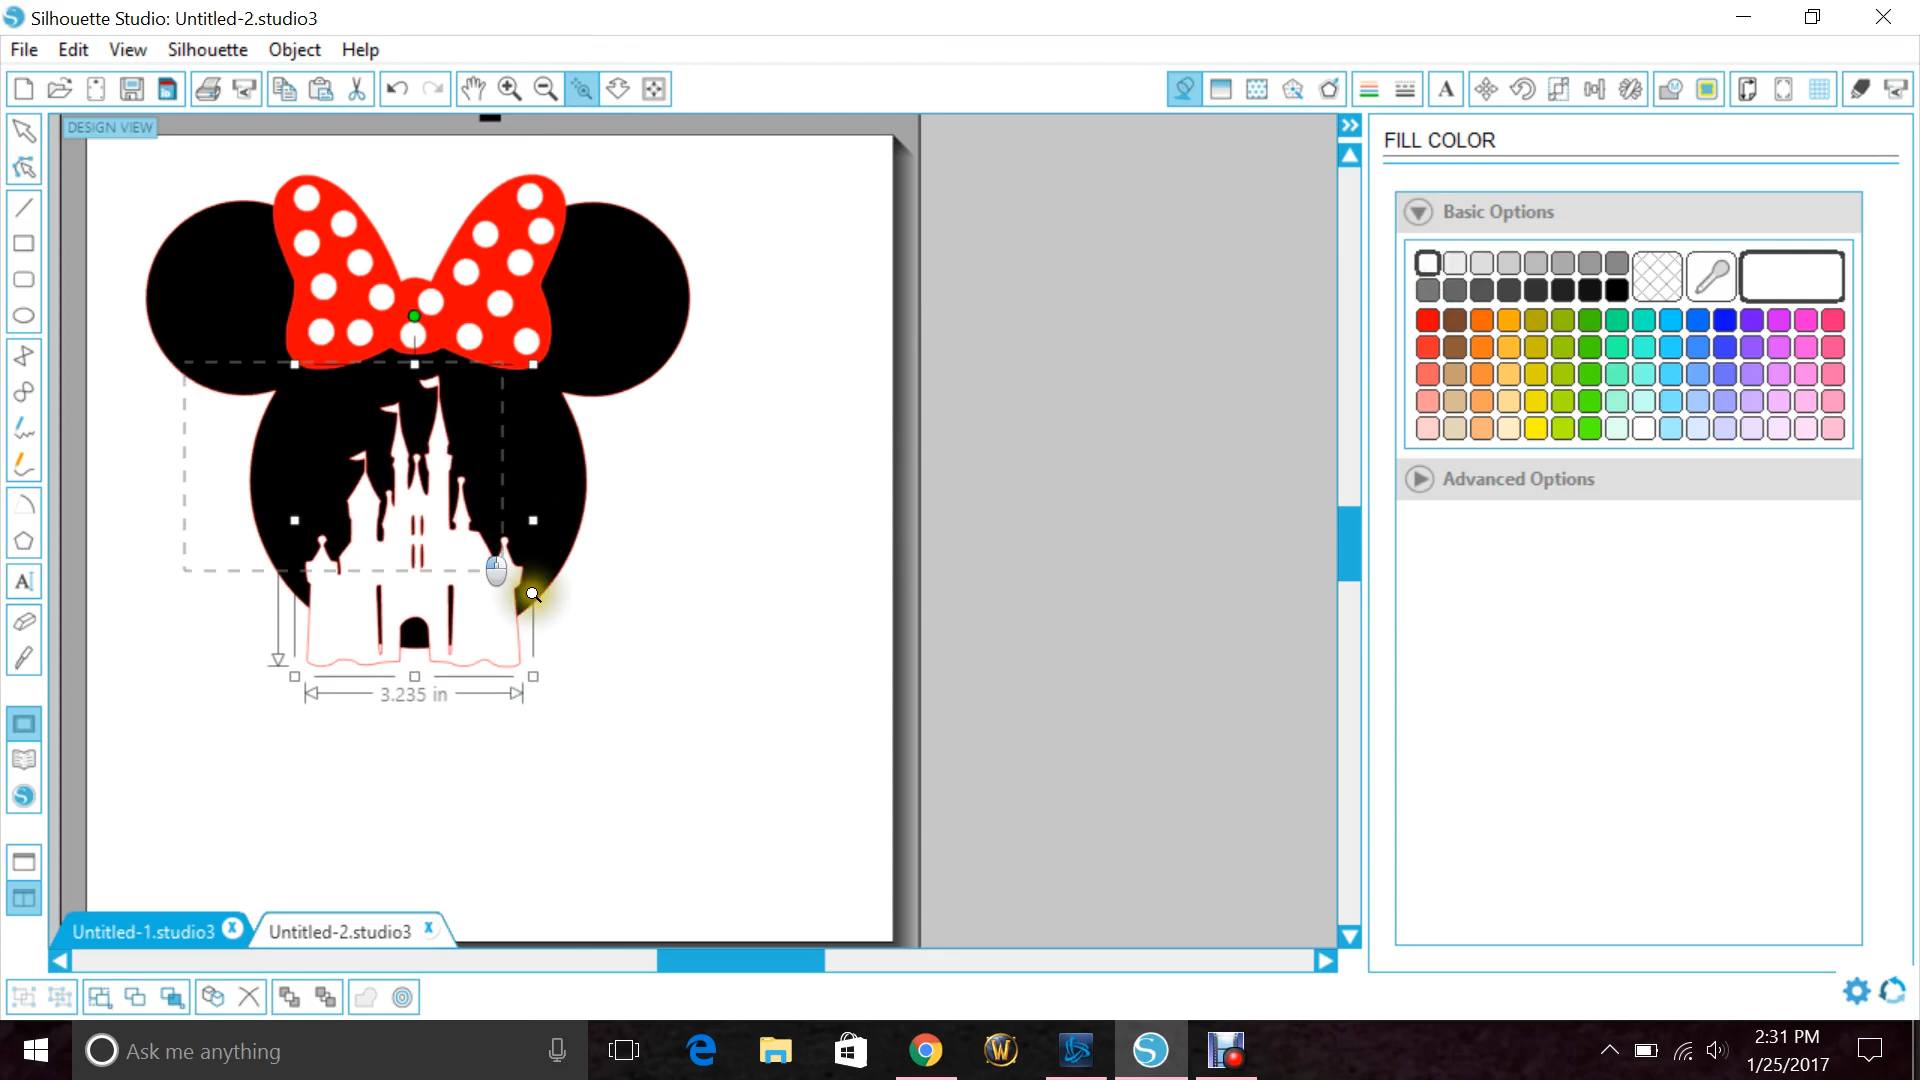 Silhouette Studio: Untitled-2.studio3
File Edit View Silhouette Object Help
DESIGN VIEW
FILL COLOR
Basic Options
Advanced Options
3.235 in
Untitled-1.studio3 x Untitled-2.studio3 x
Ask me anything
2:31 PM
1/25/2017